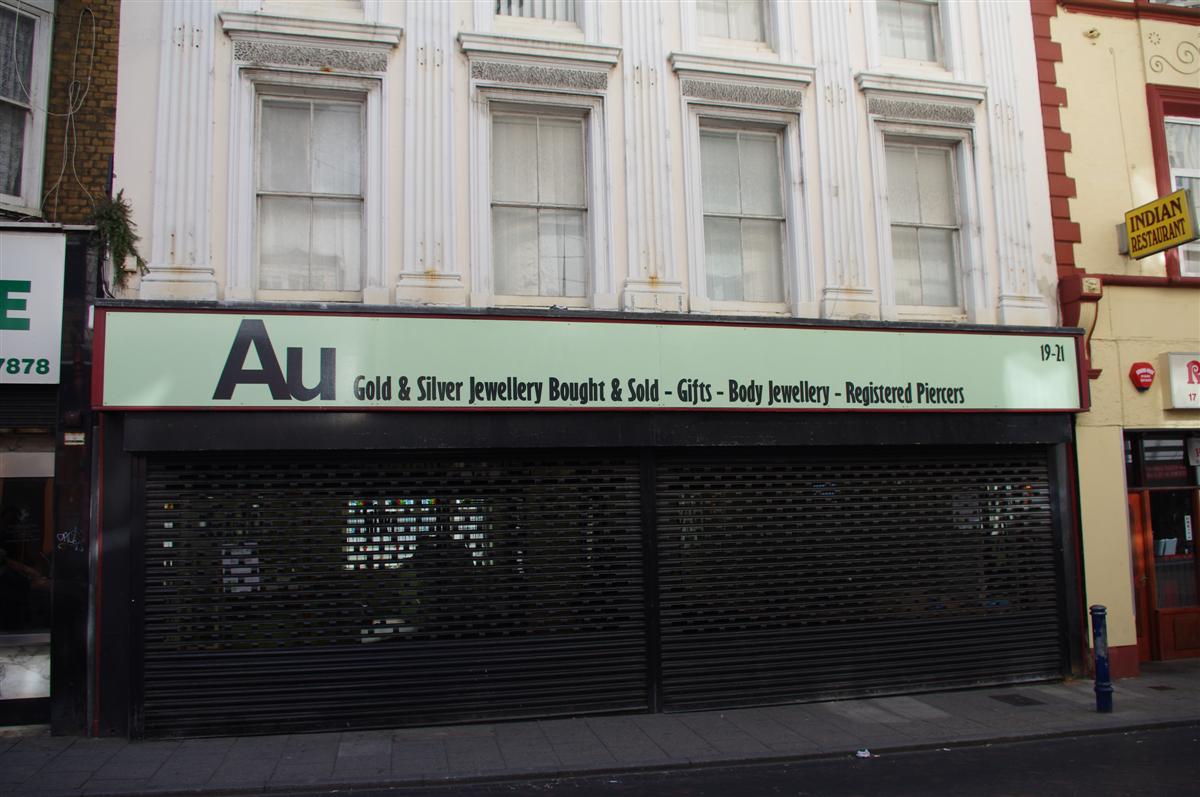 E
7878
Au Gold & Silver Jewellery Bought & Sold - Gifts - Body Jewellery - Registered Piercers
19-21
INDIAN
RESTAURANT
17